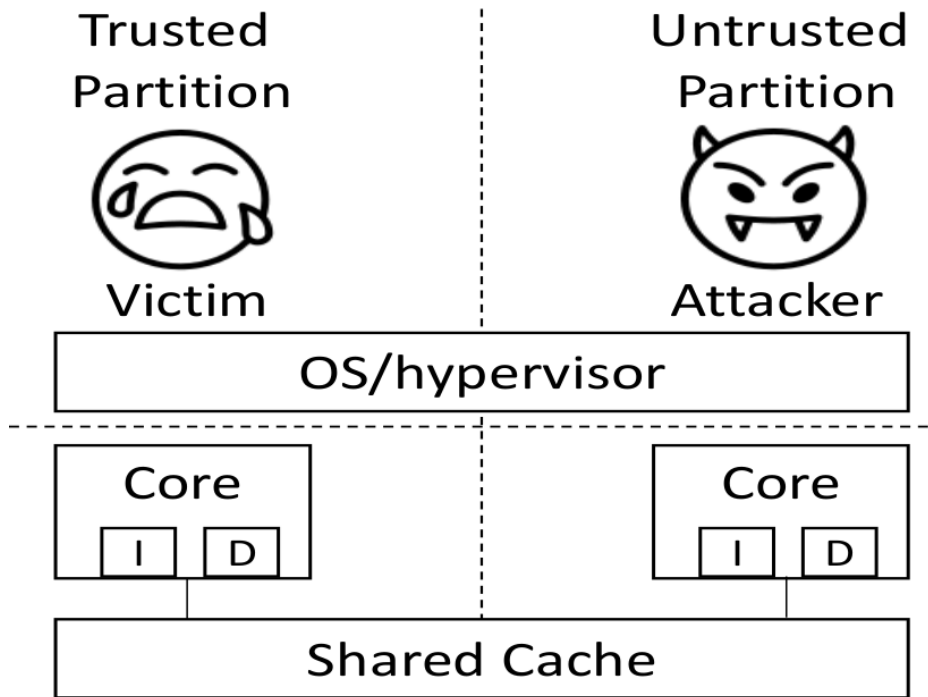 Trusted
Partition
Untrusted
Partition
Victim
Attacker
OS/hypervisor
Core
I
D
Core
I
D
Shared Cache